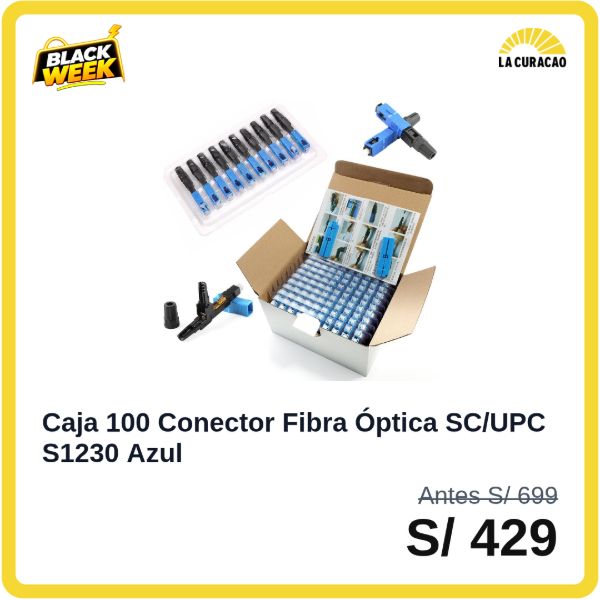 BLACK
WEEK
LA CURACAO
Caja 100 Conector Fibra Óptica SC/UPC
S1230 Azul
Antes S/ 699
S/ 429